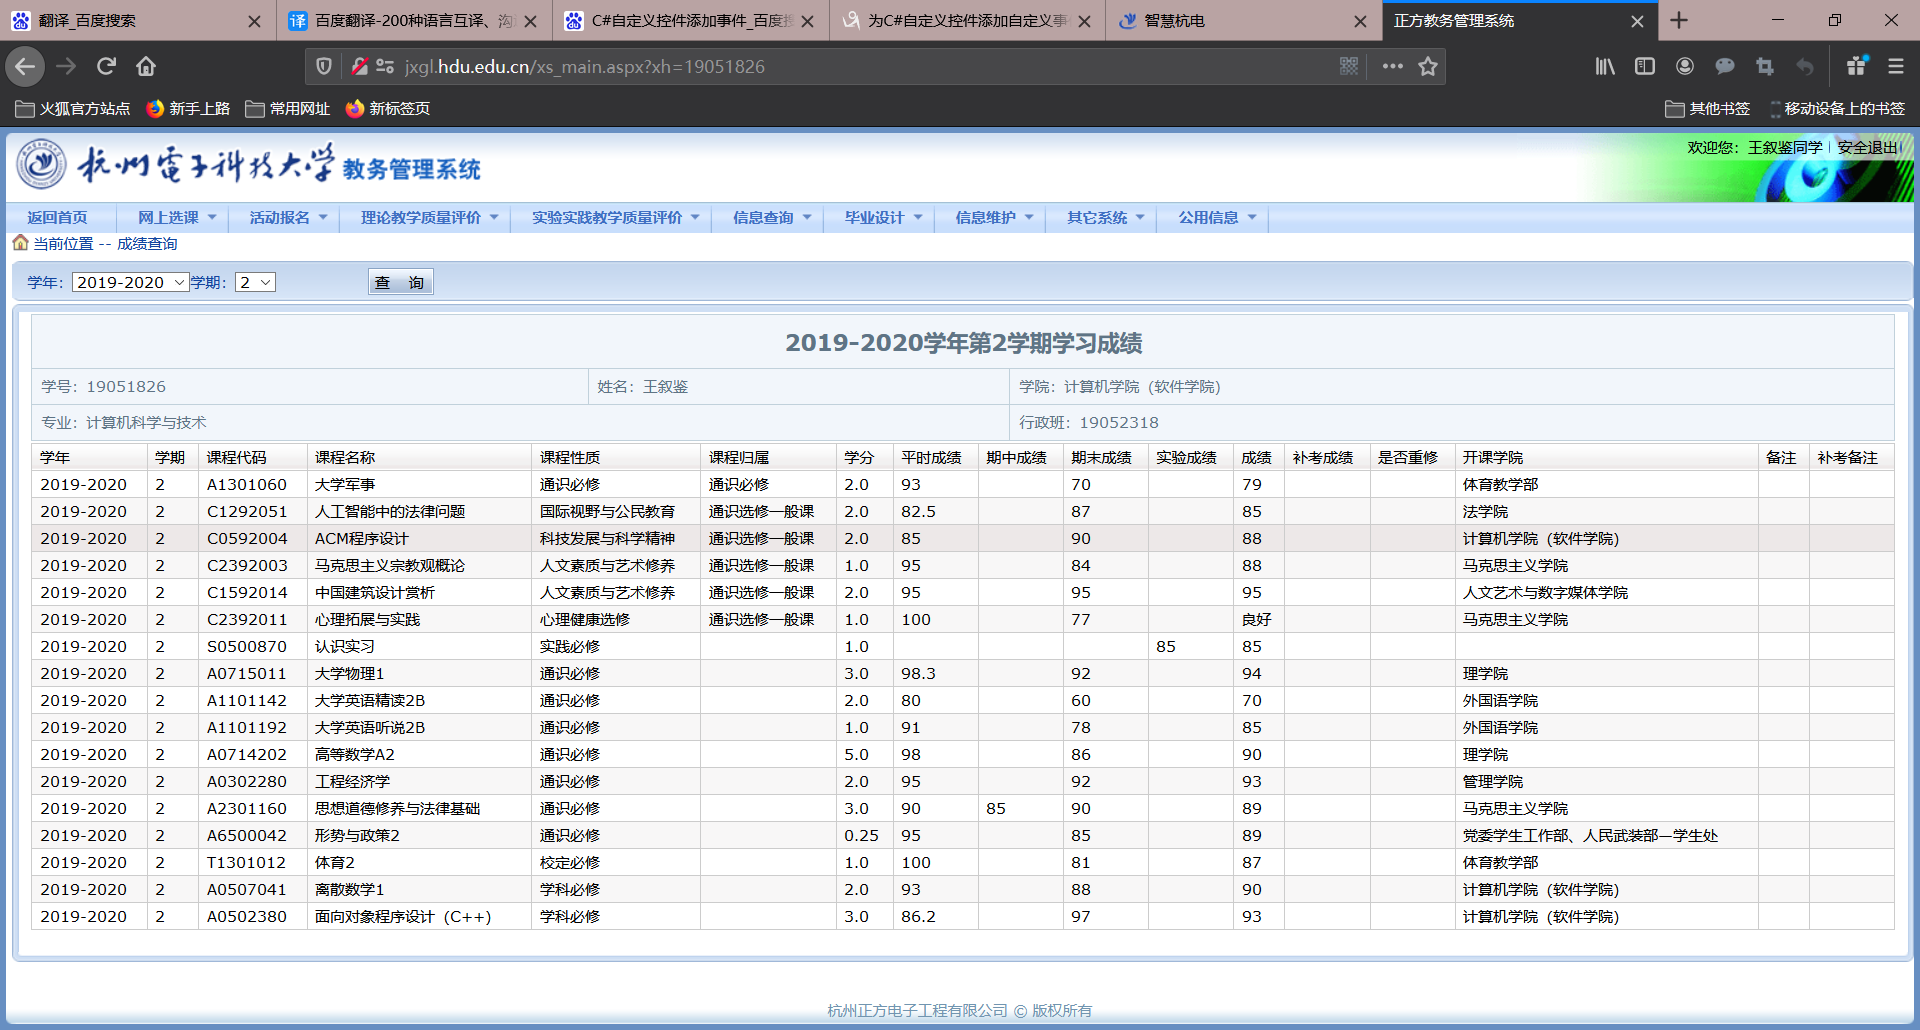 翻译_百度搜索
百度翻译-200种语言互译、沟
C#自定义控件添加事件_百度搜
为C#自定义控件添加自定义事
智慧杭电
正方教务管理系统
jxgl.hdu.edu.cn/xs_main.aspx?xh=19051826
火狐官方站点 新手上路 常用网址 新标签页 其他书签 移动设备上的书签
杭州電子科技大学 教务管理系统
欢迎您：王叙鉴同学 安全退出
返回首页 网上选课 活动报名 理论教学质量评价 实验实践教学质量评价 信息查询 毕业设计 信息维护 其它系统 公用信息
当前位置 -- 成绩查询
学年：2019-2020 学期：2 查 询
2019-2020学年第2学期学习成绩
学号：19051826 姓名：王叙鉴 学院：计算机学院（软件学院）
专业：计算机科学与技术 行政班：19052318
学年 学期 课程代码 课程名称 课程性质 课程归属 学分 平时成绩 期中成绩 期末成绩 实验成绩 成绩 补考成绩 是否重修 开课学院 备注 补考备注
2019-2020 2 A1301060 大学军事 通识必修 通识必修 2.0 93 70 79 体育教学部
2019-2020 2 C1292051 人工智能中的法律问题 国际视野与公民教育 通识选修一般课 2.0 82.5 87 85 法学院
2019-2020 2 C0592004 ACM程序设计 科技发展与科学精神 通识选修一般课 2.0 85 90 88 计算机学院（软件学院）
2019-2020 2 C2392003 马克思主义宗教观概论 人文素质与艺术修养 通识选修一般课 1.0 95 84 88 马克思主义学院
2019-2020 2 C1592014 中国建筑设计赏析 人文素质与艺术修养 通识选修一般课 2.0 95 95 95 人文艺术与数字媒体学院
2019-2020 2 C2392011 心理拓展与实践 心理健康选修 通识选修一般课 1.0 100 77 良好 马克思主义学院
2019-2020 2 S0500870 认识实习 实践必修 1.0 85 85
2019-2020 2 A0715011 大学物理1 通识必修 3.0 98.3 92 94 理学院
2019-2020 2 A1101142 大学英语精读2B 通识必修 2.0 80 60 70 外国语学院
2019-2020 2 A1101192 大学英语听说2B 通识必修 1.0 91 78 85 外国语学院
2019-2020 2 A0714202 高等数学A2 通识必修 5.0 98 86 90 理学院
2019-2020 2 A0302280 工程经济学 通识必修 2.0 95 92 93 管理学院
2019-2020 2 A2301160 思想道德修养与法律基础 通识必修 3.0 90 85 90 89 马克思主义学院
2019-2020 2 A6500042 形势与政策2 通识必修 0.25 95 85 89 党委学生工作部、人民武装部—学生处
2019-2020 2 T1301012 体育2 校定必修 1.0 100 81 87 体育教学部
2019-2020 2 A0507041 离散数学1 学科必修 2.0 93 88 90 计算机学院（软件学院）
2019-2020 2 A0502380 面向对象程序设计（C++） 学科必修 3.0 86.2 97 93 计算机学院（软件学院）
杭州正方电子工程有限公司 © 版权所有